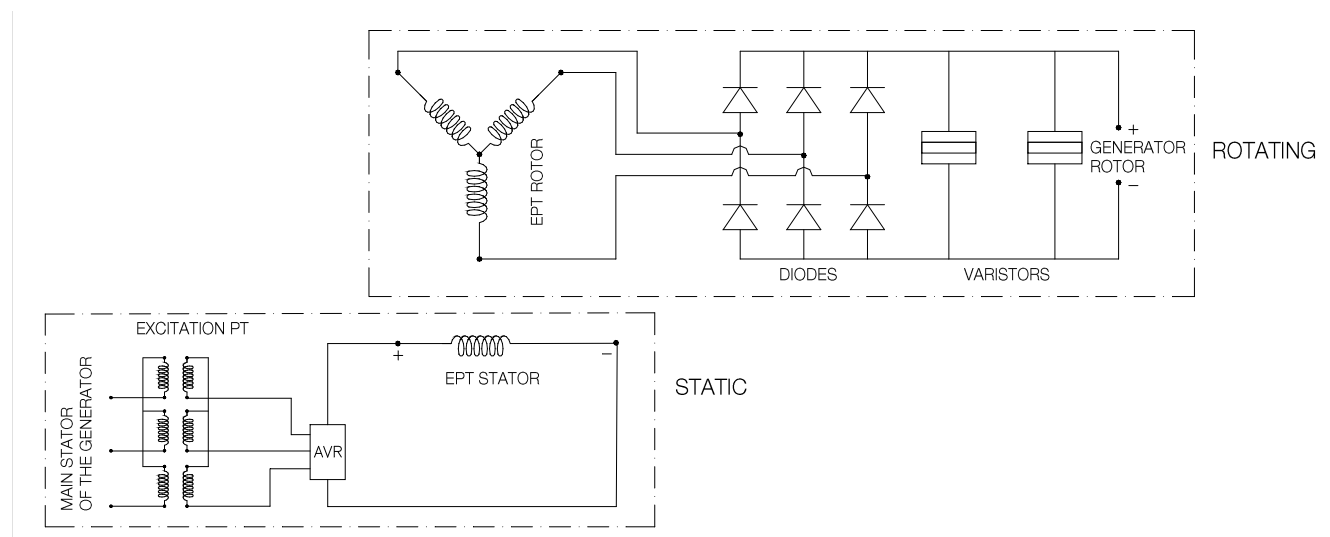 EPT ROTOR
+
GENERATOR
ROTOR
−
DIODES
VARISTORS
ROTATING
EXCITATION PT
MAIN STATOR
OF THE GENERATOR
AVR
+
−
EPT STATOR
STATIC